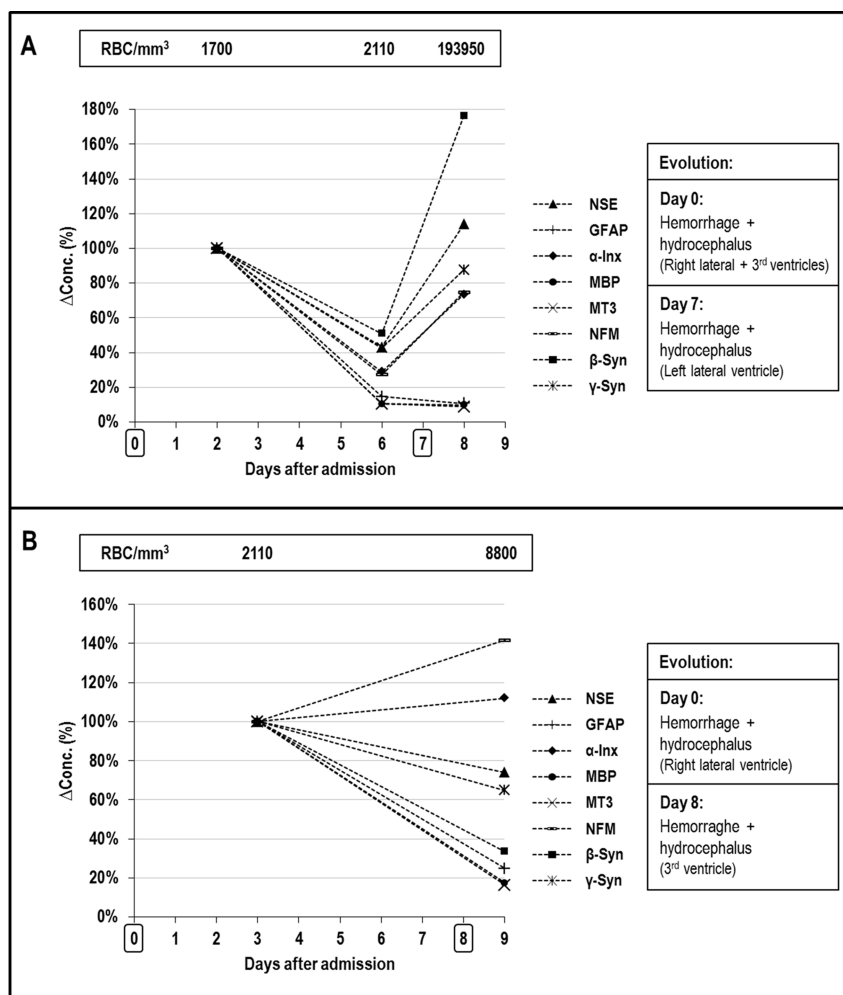 A
RBC/mm³ 1700 2110 193950
180%
160%
140%
120%
100%
80%
60%
40%
20%
0%
ΔConc. (%)
0 1 2 3 4 5 6 7 8 9
Days after admission
NSE
GFAP
α-Inx
MBP
MT3
NFM
β-Syn
γ-Syn
Evolution:
Day 0:
Hemorrhage +
hydrocephalus
(Right lateral + 3rd ventricles)
Day 7:
Hemorrhage +
hydrocephalus
(Left lateral ventricle)
B
RBC/mm³ 2110 8800
160%
140%
120%
100%
80%
60%
40%
20%
0%
ΔConc. (%)
0 1 2 3 4 5 6 7 8 9
Days after admission
NSE
GFAP
α-Inx
MBP
MT3
NFM
β-Syn
γ-Syn
Evolution:
Day 0:
Hemorrhage +
hydrocephalus
(Right lateral ventricle)
Day 8:
Hemorraghe +
hydrocephalus
(3rd ventricle)